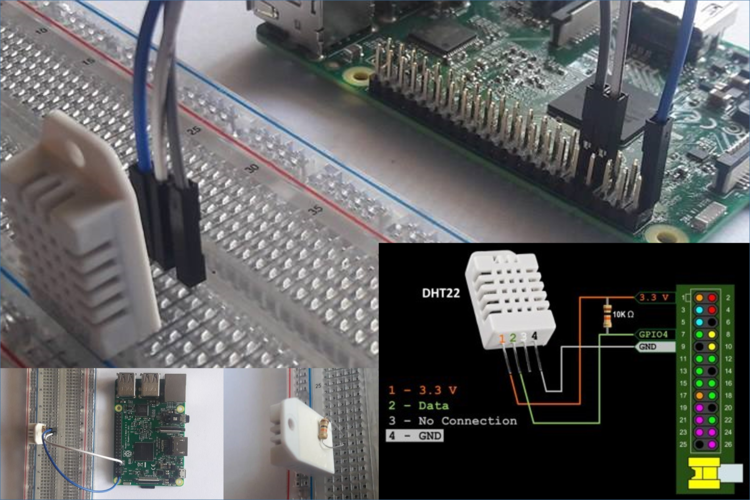 10
15
25
30
35
DHT22
1 2 3 4
3.3 V
10K Ω
GPIO4
GND
1 2
3 4
5 6
7 8
9 10
11 12
13 14
15 16
17 18
19 20
21 22
23 24
25 26
1 - 3.3 V
2 - Data
3 - No Connection
4 - GND